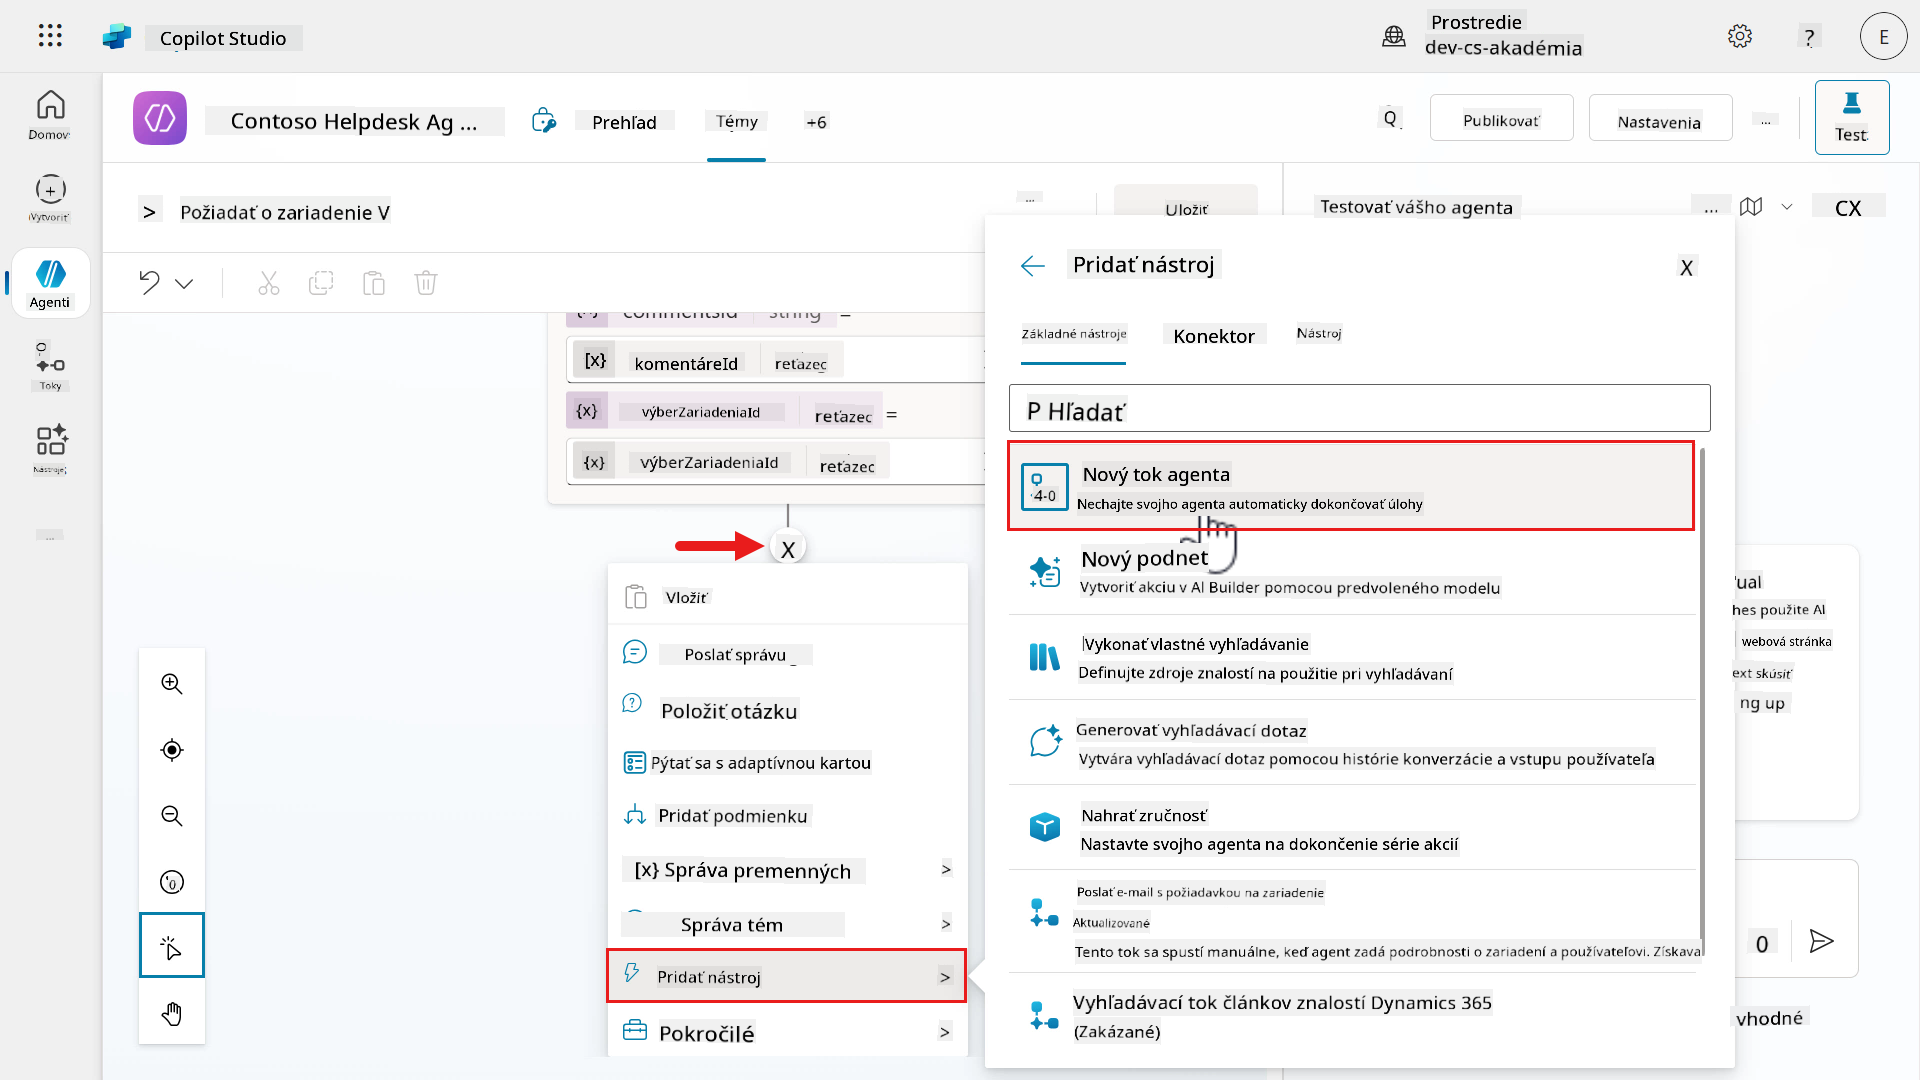 Copilot Studio
Prostredie
dev-cs-akadémia
?
E
Domov
Vytvoriť
Agenti
Toky
Nástroje
...
Contoso Helpdesk Ag ...
Prehľad
Témy
+6
Q
Publikovať
Nastavenia
...
Test
> Požiadať o zariadenie V
...
Uložiť
Testovať vášho agenta
...
CX
commentsId string =
[x} komentáreId reťazec
{x} výberZariadeniaId reťazec =
{x} výberZariadeniaId reťazec
X
Vložiť
Poslať správu
Položiť otázku
Pýtať sa s adaptívnou kartou
Pridať podmienku
[x} Správa premenných >
Správa tém >
Pridať nástroj >
Pokročilé >
Pridať nástroj
X
Základné nástroje
Konektor
Nástroj
P Hľadať
4-0
Nový tok agenta
Nechajte svojho agenta automaticky dokončovať úlohy
Nový podnet
Vytvoriť akciu v AI Builder pomocou predvoleného modelu
Vykonať vlastné vyhľadávanie
Definujte zdroje znalostí na použitie pri vyhľadávaní
Generovať vyhľadávací dotaz
Vytvára vyhľadávací dotaz pomocou histórie konverzácie a vstupu používateľa
Nahrať zručnosť
Nastavte svojho agenta na dokončenie série akcií
Poslať e-mail s požiadavkou na zariadenie
Aktualizované
Tento tok sa spustí manuálne, keď agent zadá podrobnosti o zariadení a používateľovi. Získava
Vyhľadávací tok článkov znalostí Dynamics 365
(Zakázané)
ual
hes použite AI
webová stránka
ext skúsiť
ng up
0
vhodné